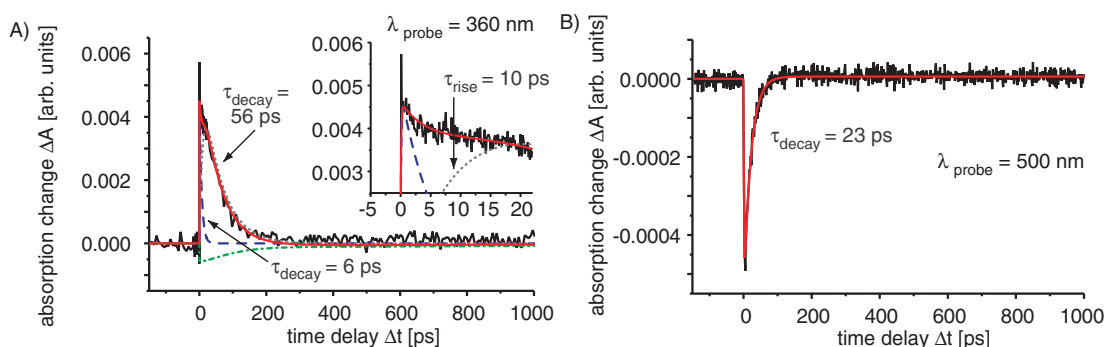 A)
absorption change ΔA [arb. units]
0.006
0.004
0.002
0.000
0
200
400
600
800
1000
time delay Δt [ps]
τdecay =
56 ps
τdecay = 6 ps
λ probe = 360 nm
0.006
0.005
0.004
0.003
-5
0
5
10
15
20
τrise = 10 ps
B)
absorption change ΔA [arb. units]
0.0000
-0.0002
-0.0004
0
200
400
600
800
1000
time delay Δt [ps]
τdecay = 23 ps
λ probe = 500 nm